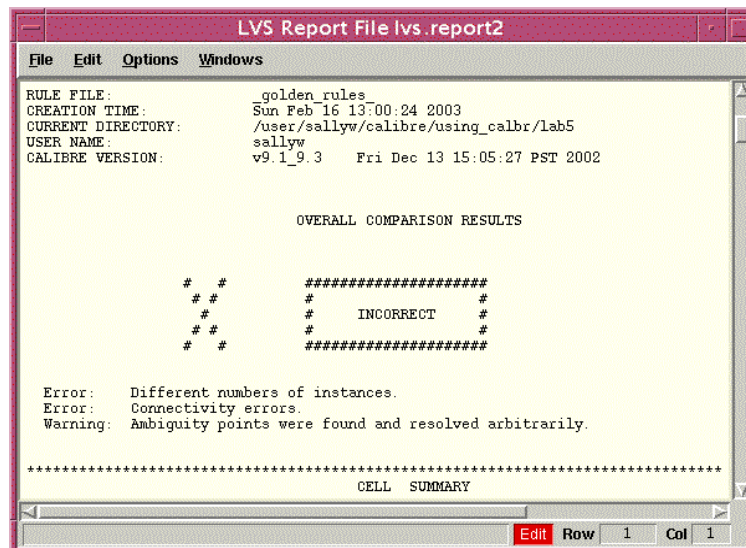 LVS Report File lvs.report2
File Edit Options Windows
RULE FILE: _golden_rules_
CREATION TIME: Sun Feb 16 13:00:24 2003
CURRENT DIRECTORY: /user/sallyw/calibre/using_calbr/lab5
USER NAME: sallyw
CALIBRE VERSION: v9.1_9.3 Fri Dec 13 15:05:27 PST 2002
OVERALL COMPARISON RESULTS
# # #####################
# # # #
# # INCORRECT #
# # # #
# # #####################
Error: Different numbers of instances.
Error: Connectivity errors.
Warning: Ambiguity points were found and resolved arbitrarily.
********************************************************************************
CELL SUMMARY
Edit Row 1 Col 1